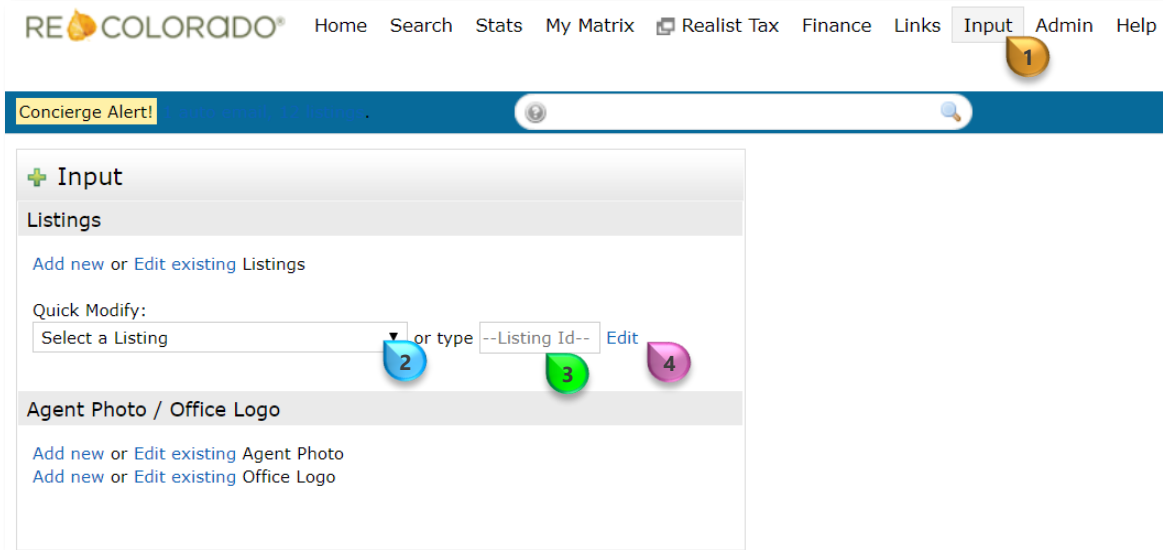 RECOLORADO® Home Search Stats My Matrix Realist Tax Finance Links Input Admin Help
1
Concierge Alert! .
?
Input
Listings
Add new or Edit existing Listings
Quick Modify:
Select a Listing or type --Listing Id-- Edit
2 3 4
Agent Photo / Office Logo
Add new or Edit existing Agent Photo
Add new or Edit existing Office Logo